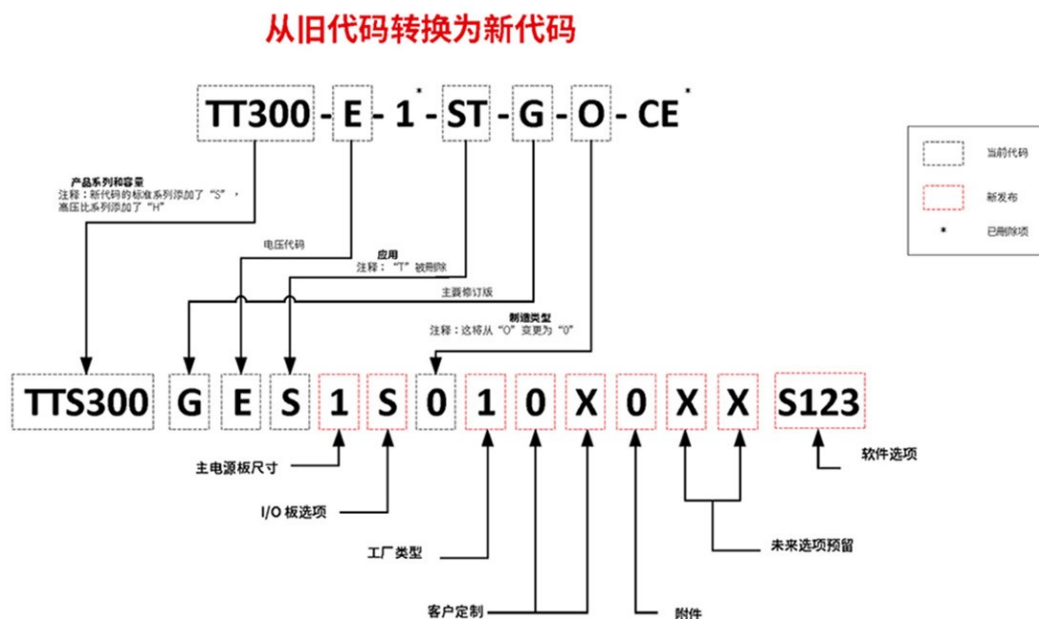 从旧代码转换为新代码
TT300 - E - 1* - ST - G - O - CE*
产品系列和容量
注释：新代码的标准系列添加了“S”，
高压比系列添加了“H”
电压代码
应用
注释：“T”被删除
主要修订版
制造类型
注释：这将从“O”变更为“0”
当前代码
新发布
* 已删除项
TTS300 G E S 1 S 0 1 0 X 0 X X S123
主电源板尺寸
I/O 板选项
工厂类型
客户定制
附件
未来选项预留
软件选项